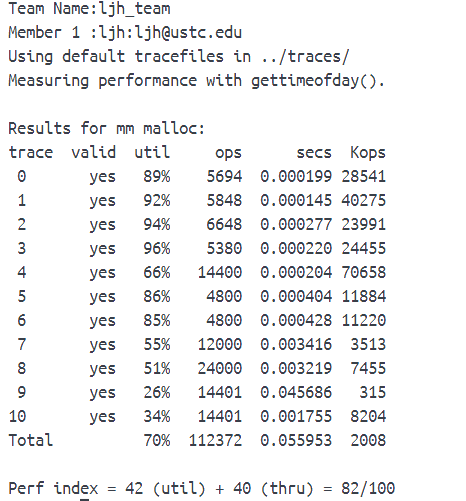 Team Name:ljh_team
Member 1 :ljh:ljh@ustc.edu
Using default tracefiles in ../traces/
Measuring performance with gettimeofday().
Results for mm malloc:
trace valid util ops secs Kops
0 yes 89% 5694 0.000199 28541
1 yes 92% 5848 0.000145 40275
2 yes 94% 6648 0.000277 23991
3 yes 96% 5380 0.000220 24455
4 yes 66% 14400 0.000204 70658
5 yes 86% 4800 0.000404 11884
6 yes 85% 4800 0.000428 11220
7 yes 55% 12000 0.003416 3513
8 yes 51% 24000 0.003219 7455
9 yes 26% 14401 0.045686 315
10 yes 34% 14401 0.001755 8204
Total 70% 112372 0.055953 2008
Perf index = 42 (util) + 40 (thru) = 82/100